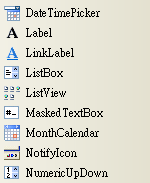 DateTimePicker
Label
LinkLabel
ListBox
ListView
MaskedTextBox
MonthCalendar
NotifyIcon
NumericUpDown